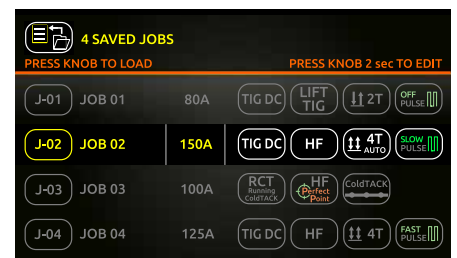 4 SAVED JOBS
PRESS KNOB TO LOAD PRESS KNOB 2 sec TO EDIT
J-01 JOB 01 80A TIG DC LIFT TIG 2T OFF PULSE
J-02 JOB 02 150A TIG DC HF 4T AUTO SLOW PULSE
J-03 JOB 03 100A RCT Running ColdTACK HF Perfect Point ColdTACK
J-04 JOB 04 125A TIG DC HF 4T FAST PULSE